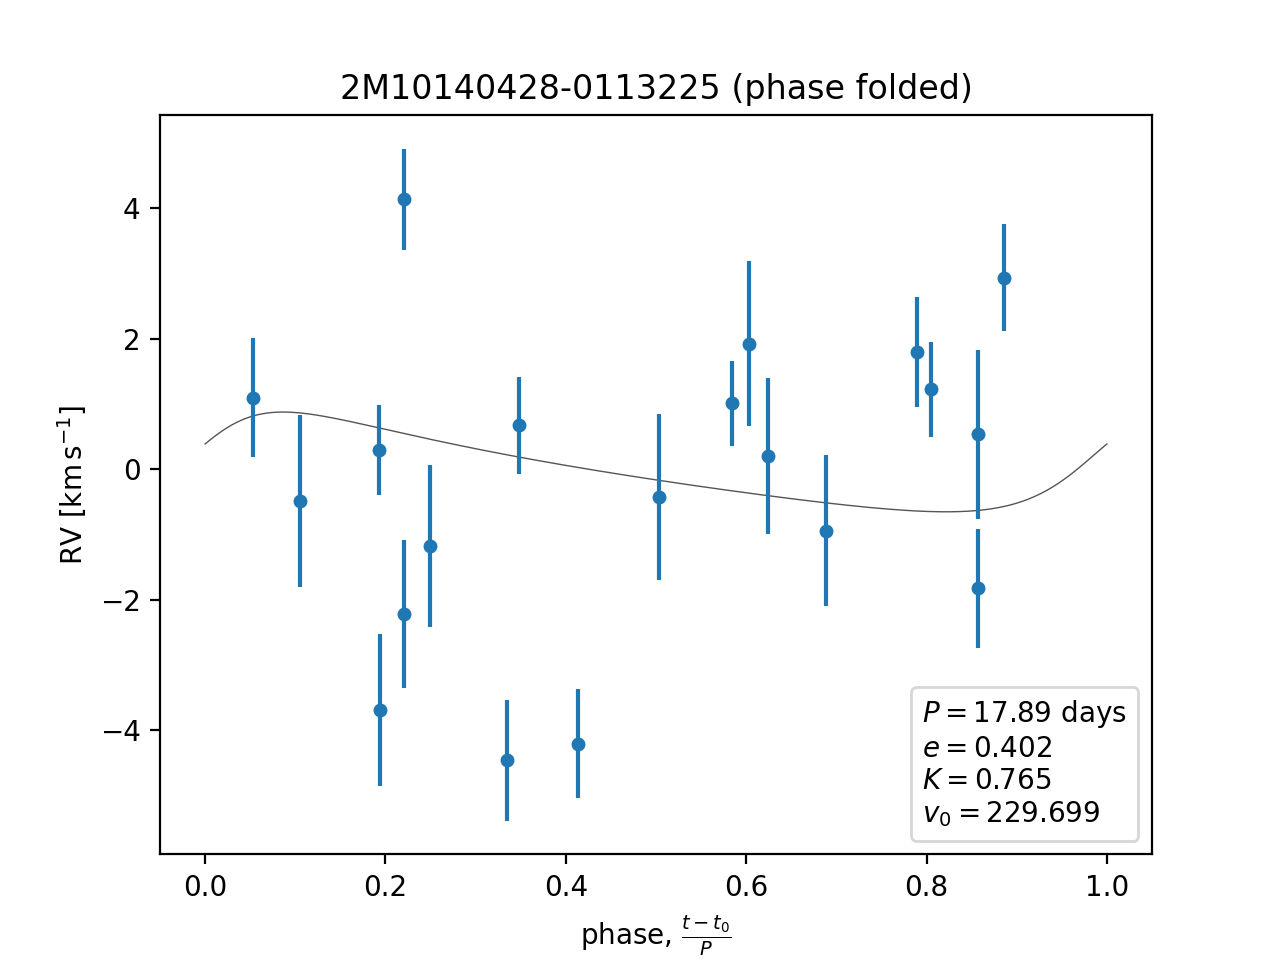 2M10140428-0113225 (phase folded)
RV [km s⁻¹]
4
2
0
−2
−4
P = 17.89 days
e = 0.402
K = 0.765
v₀ = 229.699
0.0 0.2 0.4 0.6 0.8 1.0
phase, (t − t₀)/P